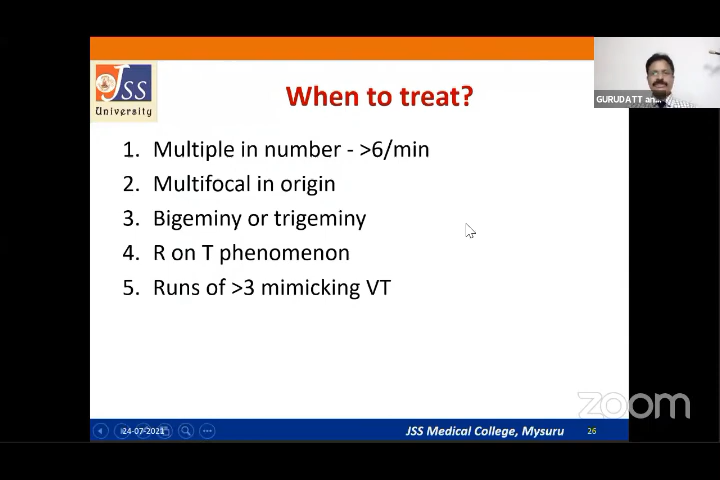 JSS
University
When to treat?
GURUDATT an...
1. Multiple in number - >6/min
2. Multifocal in origin
3. Bigeminy or trigeminy
4. R on T phenomenon
5. Runs of >3 mimicking VT
zoom
24-07-2021
JSS Medical College, Mysuru
26